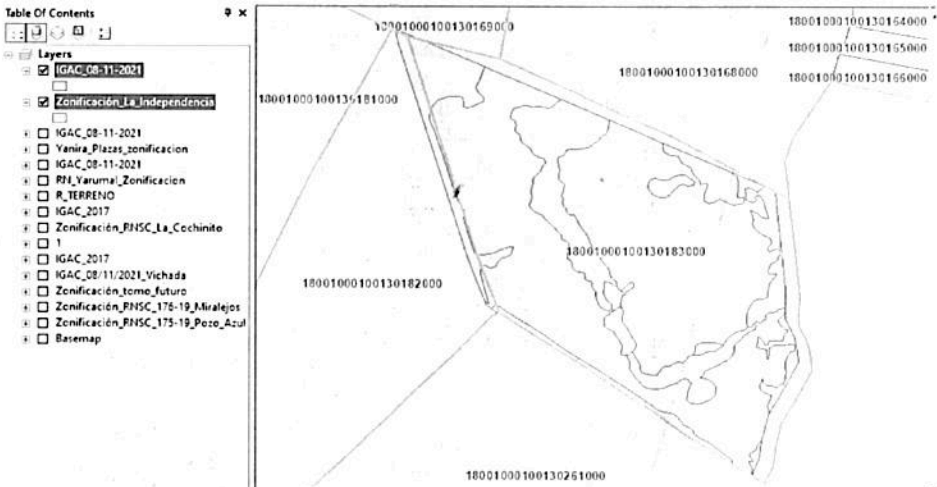 Table Of Contents
Layers
IGAC_08-11-2021
Zonificación_La_Independencia
IGAC_08-11-2021
Yanira_Plazas_zonificacion
IGAC_08-11-2021
RN_Yarumal_Zonificacion
R_TERRENO
IGAC_2017
Zonificación_RNSC_La_Cochinito
1
IGAC_2017
IGAC_08/11/2021_Vichada
Zonificación_tomo_futuro
Zonificación_RNSC_176-19_Miralejos
Zonificación_RNSC_175-19_Pozo_Azul
Basemap
18001000100130169000
18001000100130164000
18001000100130165000
18001000100130166000
18001000100130168000
18001000100130181000
18001000100130183000
18001000100130182000
18001000100130261000